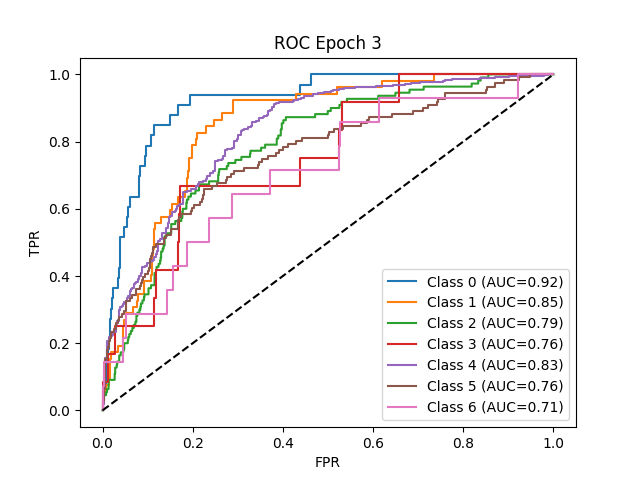 ROC Epoch 3
TPR
1.0
0.8
0.6
0.4
0.2
0.0
Class 0 (AUC=0.92)
Class 1 (AUC=0.85)
Class 2 (AUC=0.79)
Class 3 (AUC=0.76)
Class 4 (AUC=0.83)
Class 5 (AUC=0.76)
Class 6 (AUC=0.71)
0.0 0.2 0.4 0.6 0.8 1.0
FPR